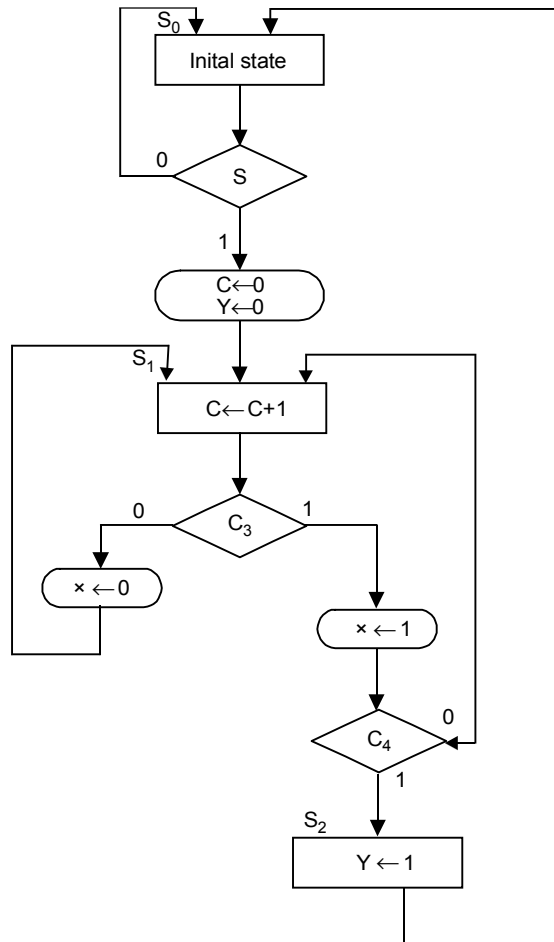 S₀
Inital state
0
S
1
C←0
Y←0
S₁
C←C+1
0
C₃
1
× ←0
× ← 1
0
C₄
1
S₂
Y ← 1